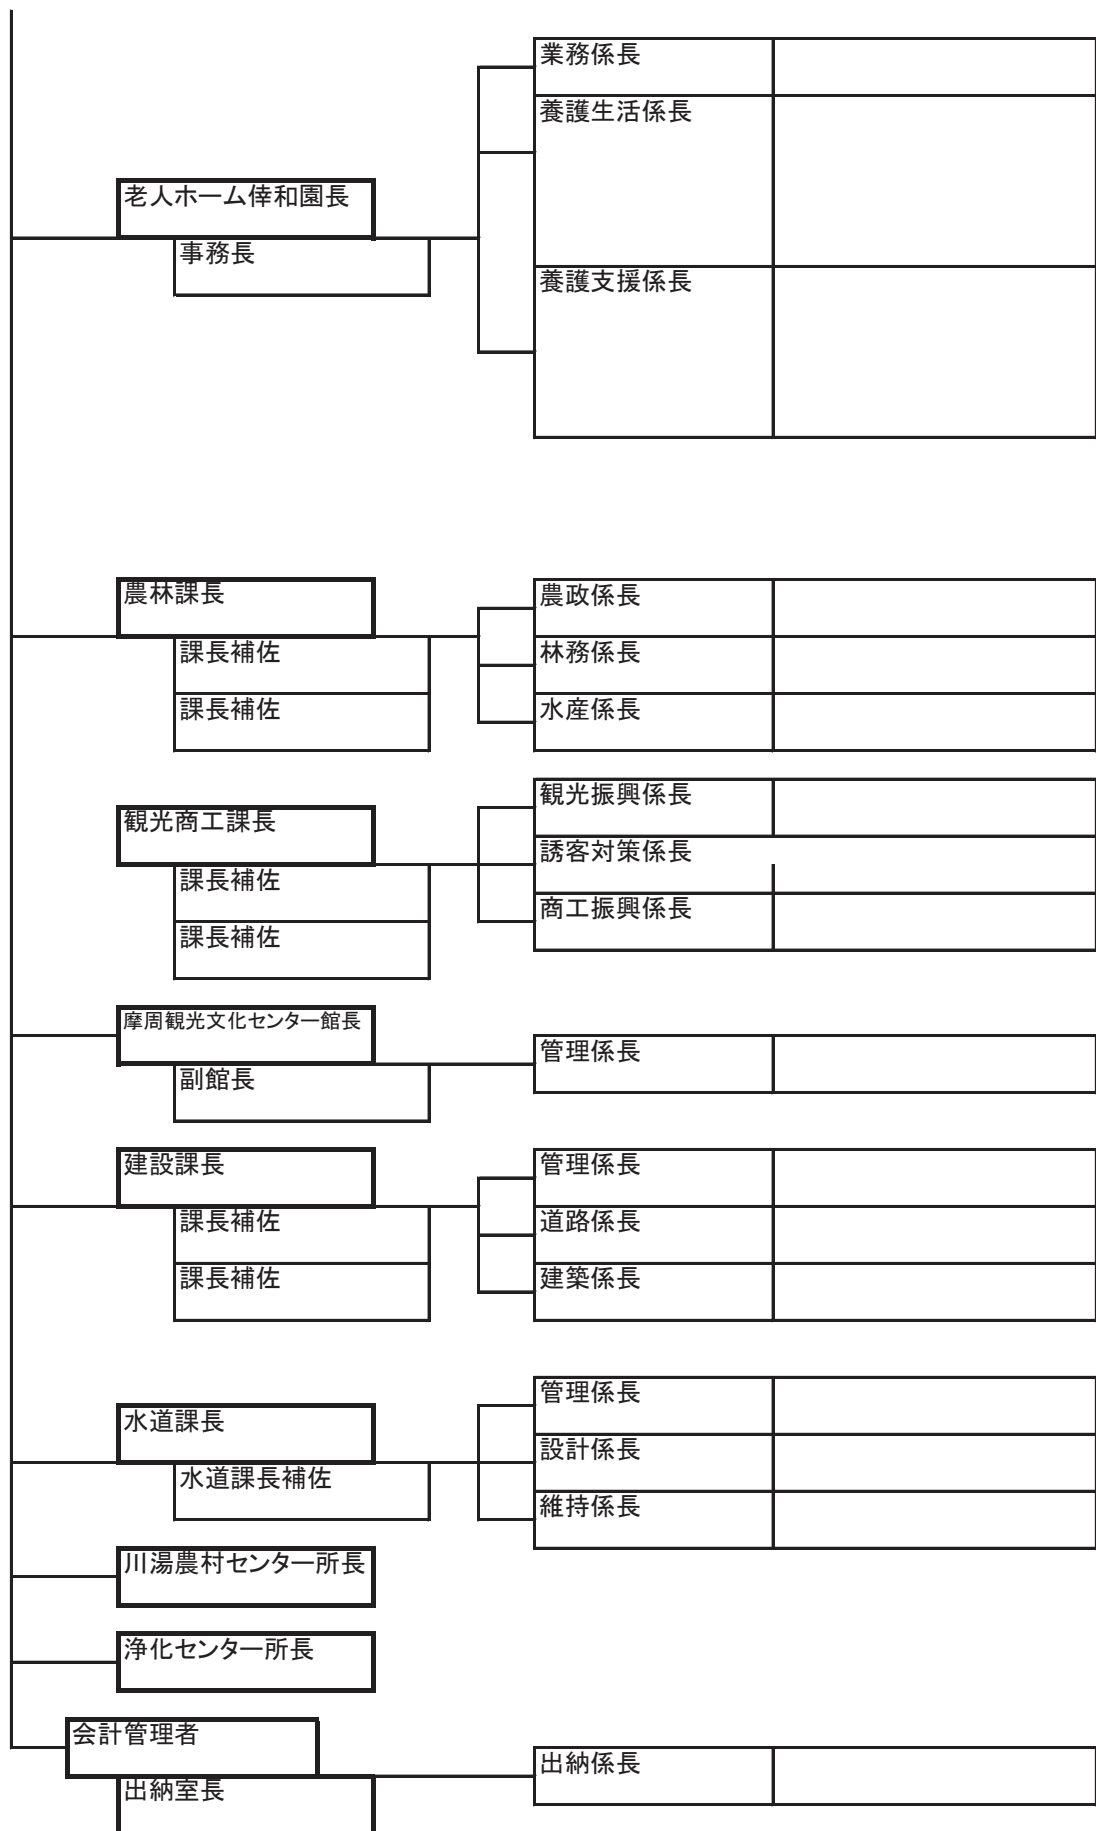 業務係長
養護生活係長
老人ホーム倖和園長
事務長
養護支援係長
農林課長
農政係長
課長補佐
林務係長
課長補佐
水産係長
観光振興係長
観光商工課長
誘客対策係長
課長補佐
商工振興係長
課長補佐
摩周観光文化センター館長
管理係長
副館長
建設課長
管理係長
課長補佐
道路係長
課長補佐
建築係長
管理係長
水道課長
設計係長
水道課長補佐
維持係長
川湯農村センター所長
浄化センター所長
会計管理者
出納係長
出納室長